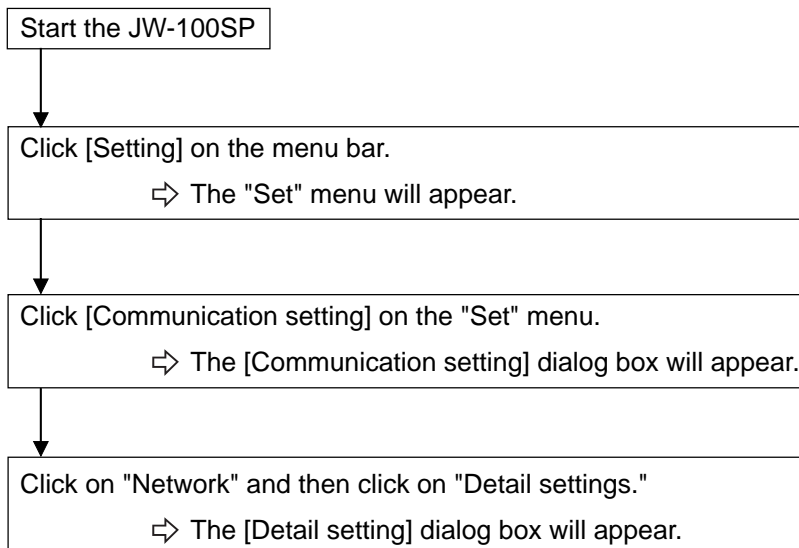 Start the JW-100SP
Click [Setting] on the menu bar.
⇨ The "Set" menu will appear.
Click [Communication setting] on the "Set" menu.
⇨ The [Communication setting] dialog box will appear.
Click on "Network" and then click on "Detail settings."
⇨ The [Detail setting] dialog box will appear.